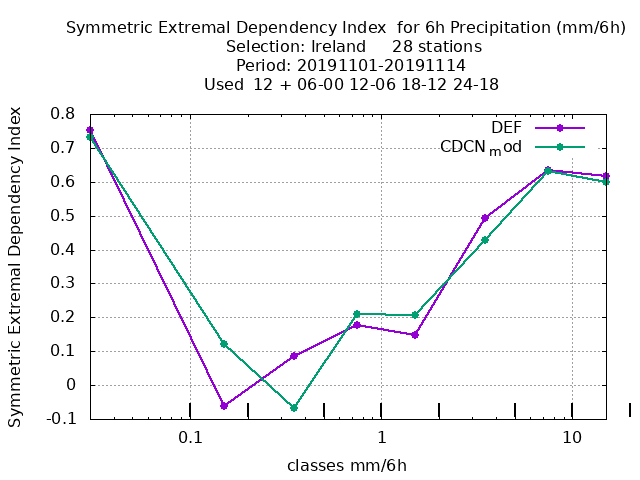 Symmetric Extremal Dependency Index  for 6h Precipitation (mm/6h)
Selection: Ireland     28 stations
Period: 20191101-20191114
Used  12 + 06-00 12-06 18-12 24-18
Symmetric Extremal Dependency Index
0.8
0.7
0.6
0.5
0.4
0.3
0.2
0.1
0
-0.1
DEF
CDCNmod
0.1
1
10
classes mm/6h